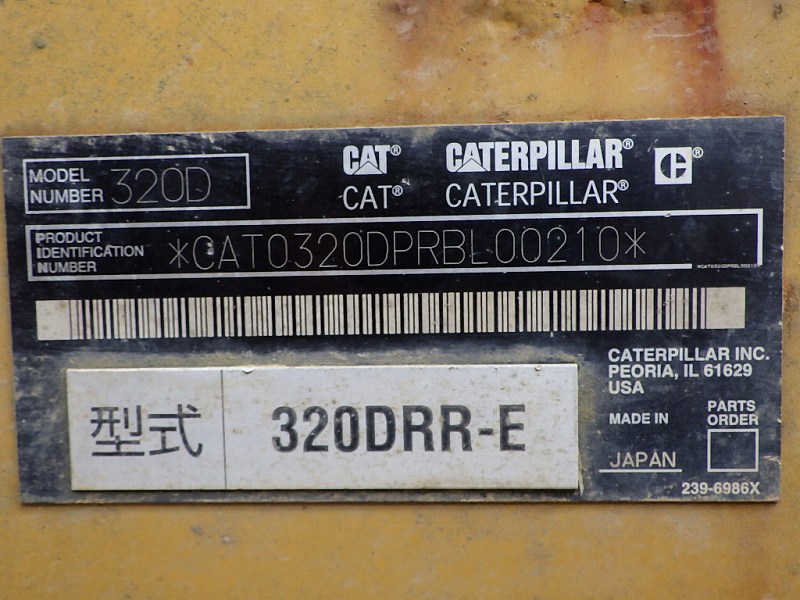 MODEL NUMBER 320D
CAT® CATERPILLAR® ®
CAT® CATERPILLAR®
PRODUCT IDENTIFICATION NUMBER *CAT0320DPRBL00210*
*CAT0320DPRBL00210*
CATERPILLAR INC.
PEORIA, IL 61629
USA
型式 320DRR-E
MADE IN JAPAN
PARTS ORDER
239-6986X